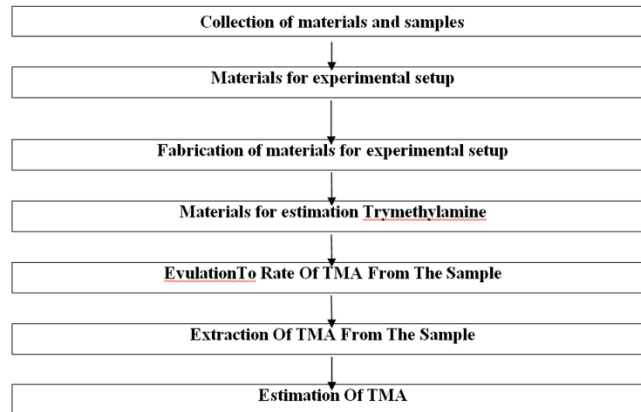 Collection of materials and samples
Materials for experimental setup
Fabrication of materials for experimental setup
Materials for estimation Trymethylamine
EvulationTo Rate Of TMA From The Sample
Extraction Of TMA From The Sample
Estimation Of TMA